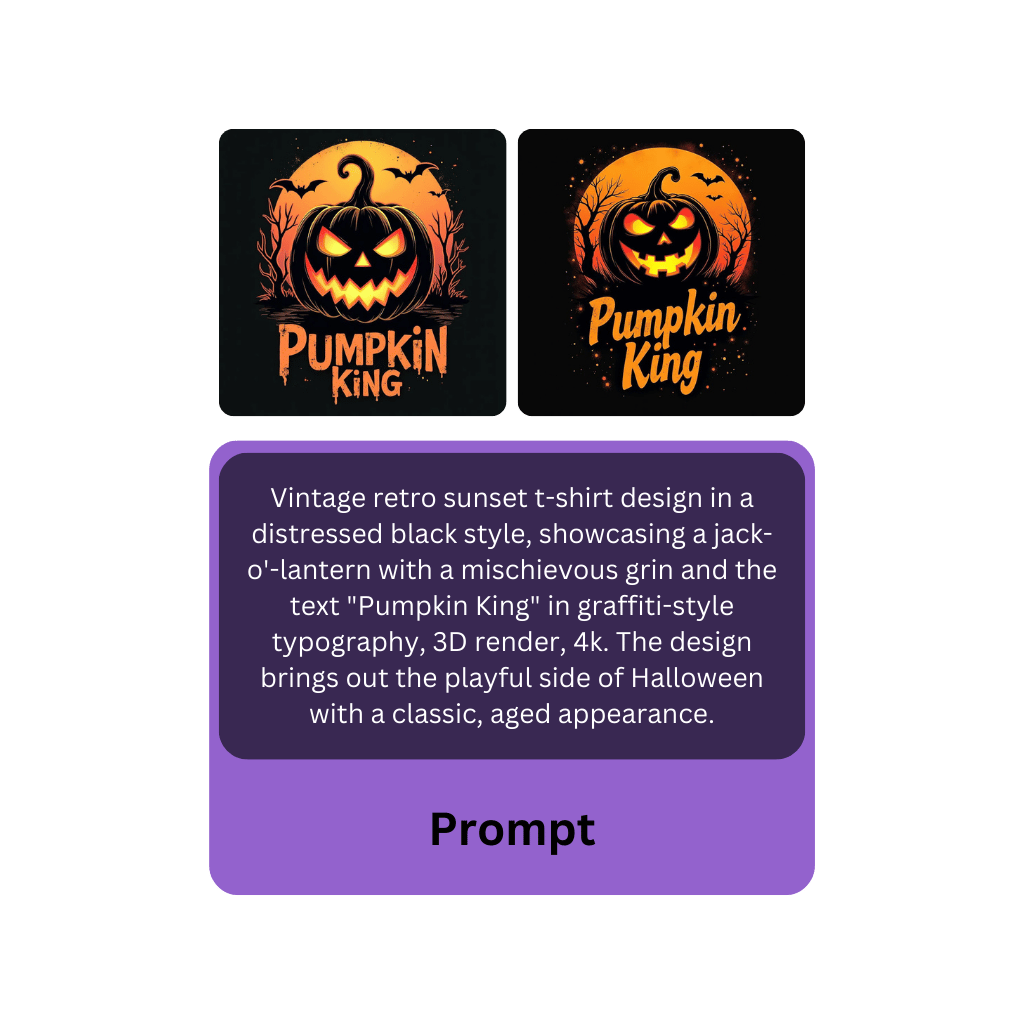 PUMPKiN
KiNG
Pumpkin
King
Vintage retro sunset t-shirt design in a
distressed black style, showcasing a jack-
o'-lantern with a mischievous grin and the
text "Pumpkin King" in graffiti-style
typography, 3D render, 4k. The design
brings out the playful side of Halloween
with a classic, aged appearance.
Prompt